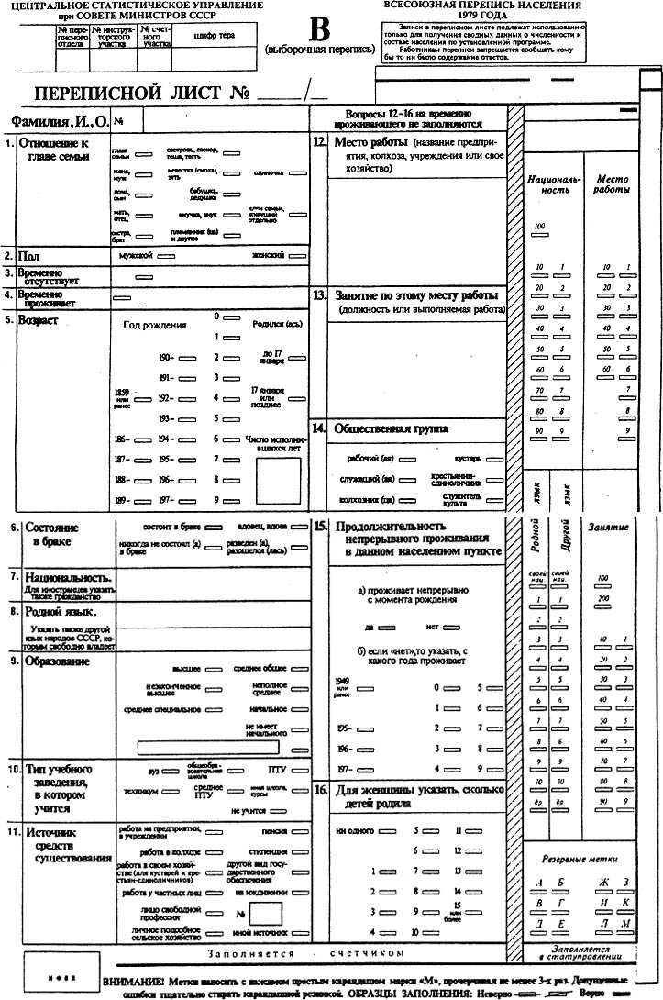 ЦЕНТРАЛЬНОЕ СТАТИСТИЧЕСКОЕ УПРАВЛЕНИЕ
при СОВЕТЕ МИНИСТРОВ СССР
№ пере-
писного
отдела
№ инструк-
торского
участка
№ счет-
ного
участка
шифр тера
В
(выборочная перепись)
ВСЕСОЮЗНАЯ ПЕРЕПИСЬ НАСЕЛЕНИЯ
1979 ГОДА
Записи в переписном листе подлежат использованию
только для получения сводных данных о численности и
составе населения по установленной программе.
Работникам переписи запрещается сообщать кому
бы то ни было содержание ответов.
ПЕРЕПИСНОЙ ЛИСТ № ____/__
Фамилия, И., О. №
1. Отношение к
главе семьи
глава
семьи
свекровь, свекор,
теща, тесть
жена,
муж
невестка (сноха),
зять
одиночка
дочь,
сын
бабушка,
дедушка
мать,
отец
внучка, внук
член семьи,
живущий
отдельно
сестра,
брат
племянник (ца)
и другие
2. Пол
мужской
женский
3. Временно
отсутствует
4. Временно
проживает
5. Возраст
Год рождения
0 Родился (ась)
1
190– 2 до 17
января
191– 3
1859
или
ранее
192– 4 17 января
или
позднее
193– 5
186– 194– 6 Число исполни-
вшихся лет
187– 195– 7
188– 196– 8
189– 197– 9
6. Состояние
в браке
состоит в браке
вдовец, вдова
никогда не состоял (а)
в браке
разведен (а),
разошелся (лась)
7. Национальность.
Для иностранцев указать
также гражданство
8. Родной язык.
Указать также другой
язык народов СССР, ко-
торым свободно владеет
9. Образование
высшее
среднее общее
незаконченное
высшее
неполное
среднее
среднее специальное
начальное
не имеет
начального
10. Тип учебного
заведения,
в котором
учится
вуз
общеобра-
зовательная
школа
ПТУ
техникум
среднее
ПТУ
иная школа,
курсы
не учится
11. Источник
средств
существования
работа на предприятии,
в учреждении
пенсия
работа в колхозе
стипендия
работа в своем хозяй-
стве (для кустарей и кре-
стьян-единоличников)
другой вид госу-
дарственного
обеспечения
работа у частных лиц
на иждивении
лицо свободной
профессии
№
личное подсобное
сельское хозяйство
иной источник
Вопросы 12–16 на временно
проживающего не заполняются
12. Место работы (название предпри-
ятия, колхоза, учреждения или свое
хозяйство)
13. Занятие по этому месту работы
(должность или выполняемая работа)
14. Общественная группа
рабочий (ая)
кустарь
служащий (ая)
крестьянин-
единоличник
колхозник (ца)
служитель
культа
15. Продолжительность
непрерывного проживания
в данном населенном пункте
а) проживает непрерывно
с момента рождения
да
нет
б) если «нет», то указать, с
какого года проживает
1949
или
ранее
0 5
1 6
195– 2 7
196– 3 8
197– 4 9
16. Для женщины указать, сколько
детей родила
ни одного 5 11
6 12
1 7 13
2 8 14
3 9 15
или
более
4 10
Националь-
ность
Место
работы
100
10 1 10 1
20 2 20 2
30 3 30 3
40 4 40 4
50 5 50 5
60 6 60 6
70 7 7
80 8 8
90 9 9
Родной язык
Другой язык
Занятие
своей
нац.
своей
нац.
100
1 1 200
2 2
3 3 10 1
4 4 20 2
5 5 30 3
6 6 40 4
7 7 50 5
8 8 60 6
9 9 70 7
10 10 80 8
др др 90 9
Резервные метки
А Б Ж З
В Г И К
Д Е Л М
Заполняется счетчиком
Заполняется
в статуправлении
ВНИМАНИЕ! Метки наносить с нажимом простым карандашом марки «М», прочерчивая не менее 3-х раз. Допущенные
ошибки тщательно стирать карандашной резинкой. ОБРАЗЦЫ ЗАПОЛНЕНИЯ: Неверно Верно